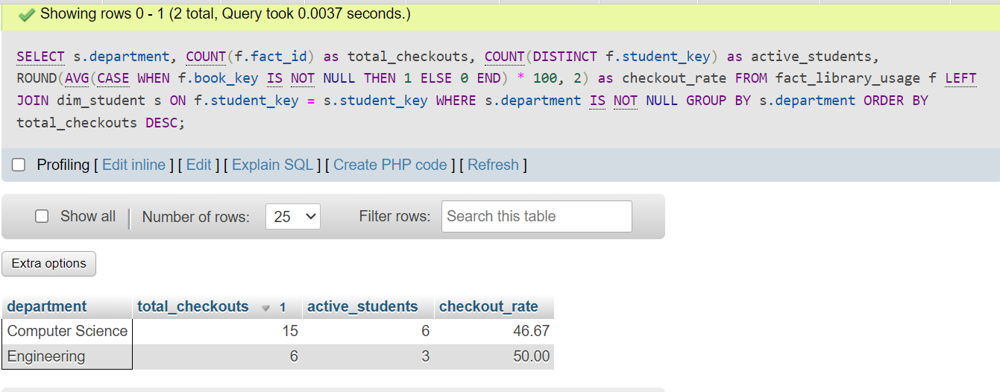 Showing rows 0 - 1 (2 total, Query took 0.0037 seconds.)
SELECT s.department, COUNT(f.fact_id) as total_checkouts, COUNT(DISTINCT f.student_key) as active_students,
ROUND(AVG(CASE WHEN f.book_key IS NOT NULL THEN 1 ELSE 0 END) * 100, 2) as checkout_rate FROM fact_library_usage f LEFT
JOIN dim_student s ON f.student_key = s.student_key WHERE s.department IS NOT NULL GROUP BY s.department ORDER BY
total_checkouts DESC;
Profiling [ Edit inline ] [ Edit ] [ Explain SQL ] [ Create PHP code ] [ Refresh ]
Show all Number of rows: 25 Filter rows: Search this table
Extra options
department total_checkouts 1 active_students checkout_rate
Computer Science 15 6 46.67
Engineering 6 3 50.00